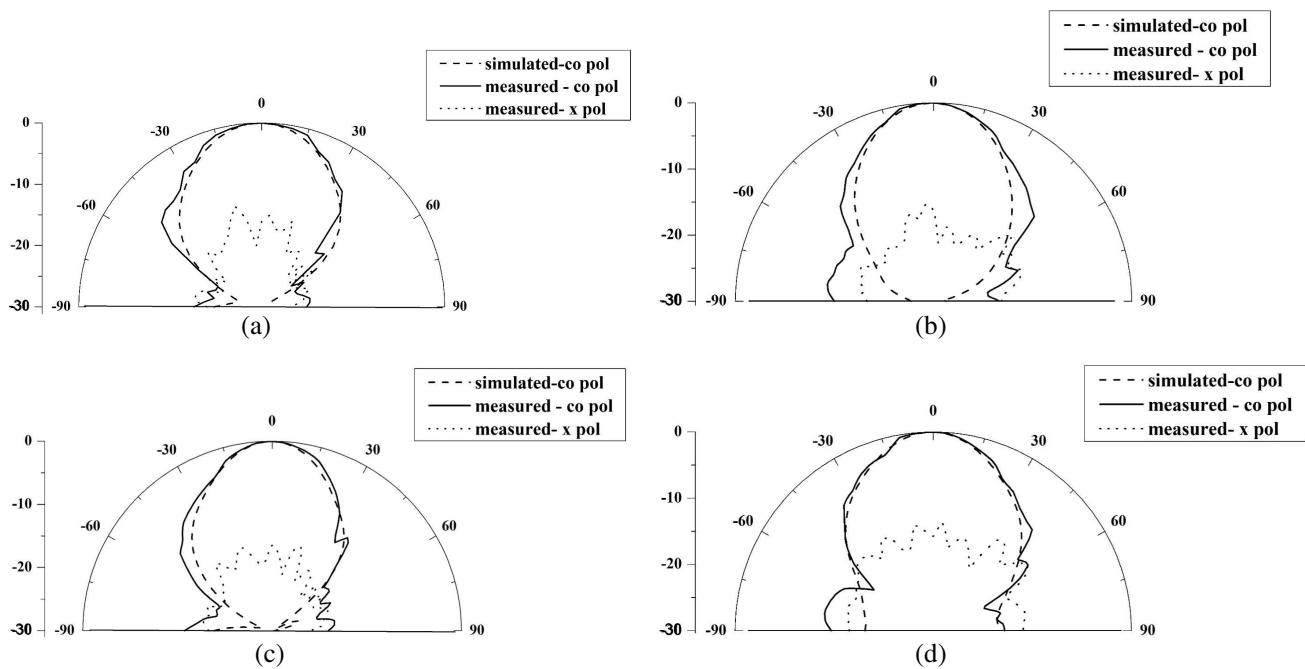 simulated-co pol
measured - co pol
measured- x pol
0
-30
30
-60
60
-90
90
0
-10
-20
-30
(a)
simulated-co pol
measured - co pol
measured- x pol
0
-30
30
-60
60
-90
90
0
-10
-20
-30
(b)
simulated-co pol
measured - co pol
measured- x pol
0
-30
30
-60
60
-90
90
0
-10
-20
-30
(c)
simulated-co pol
measured - co pol
measured- x pol
0
-30
30
-60
60
-90
90
0
-10
-20
-30
(d)